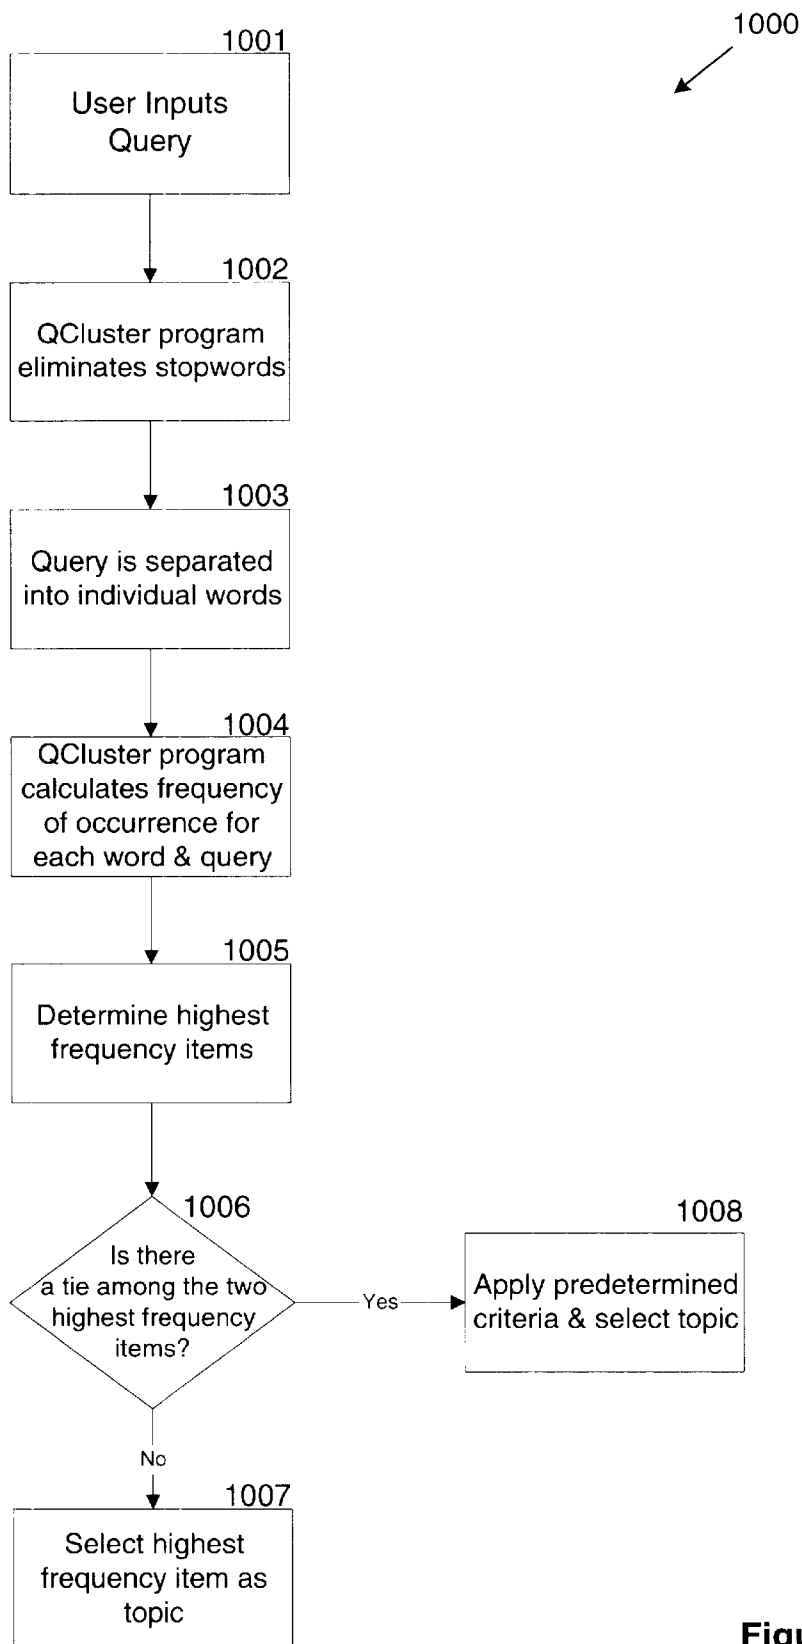 1000
1001
User Inputs
Query
1002
QCluster program
eliminates stopwords
1003
Query is separated
into individual words
1004
QCluster program
calculates frequency
of occurrence for
each word & query
1005
Determine highest
frequency items
1006
Is there
a tie among the two
highest frequency
items?
Yes
1008
Apply predetermined
criteria & select topic
No
1007
Select highest
frequency item as
topic